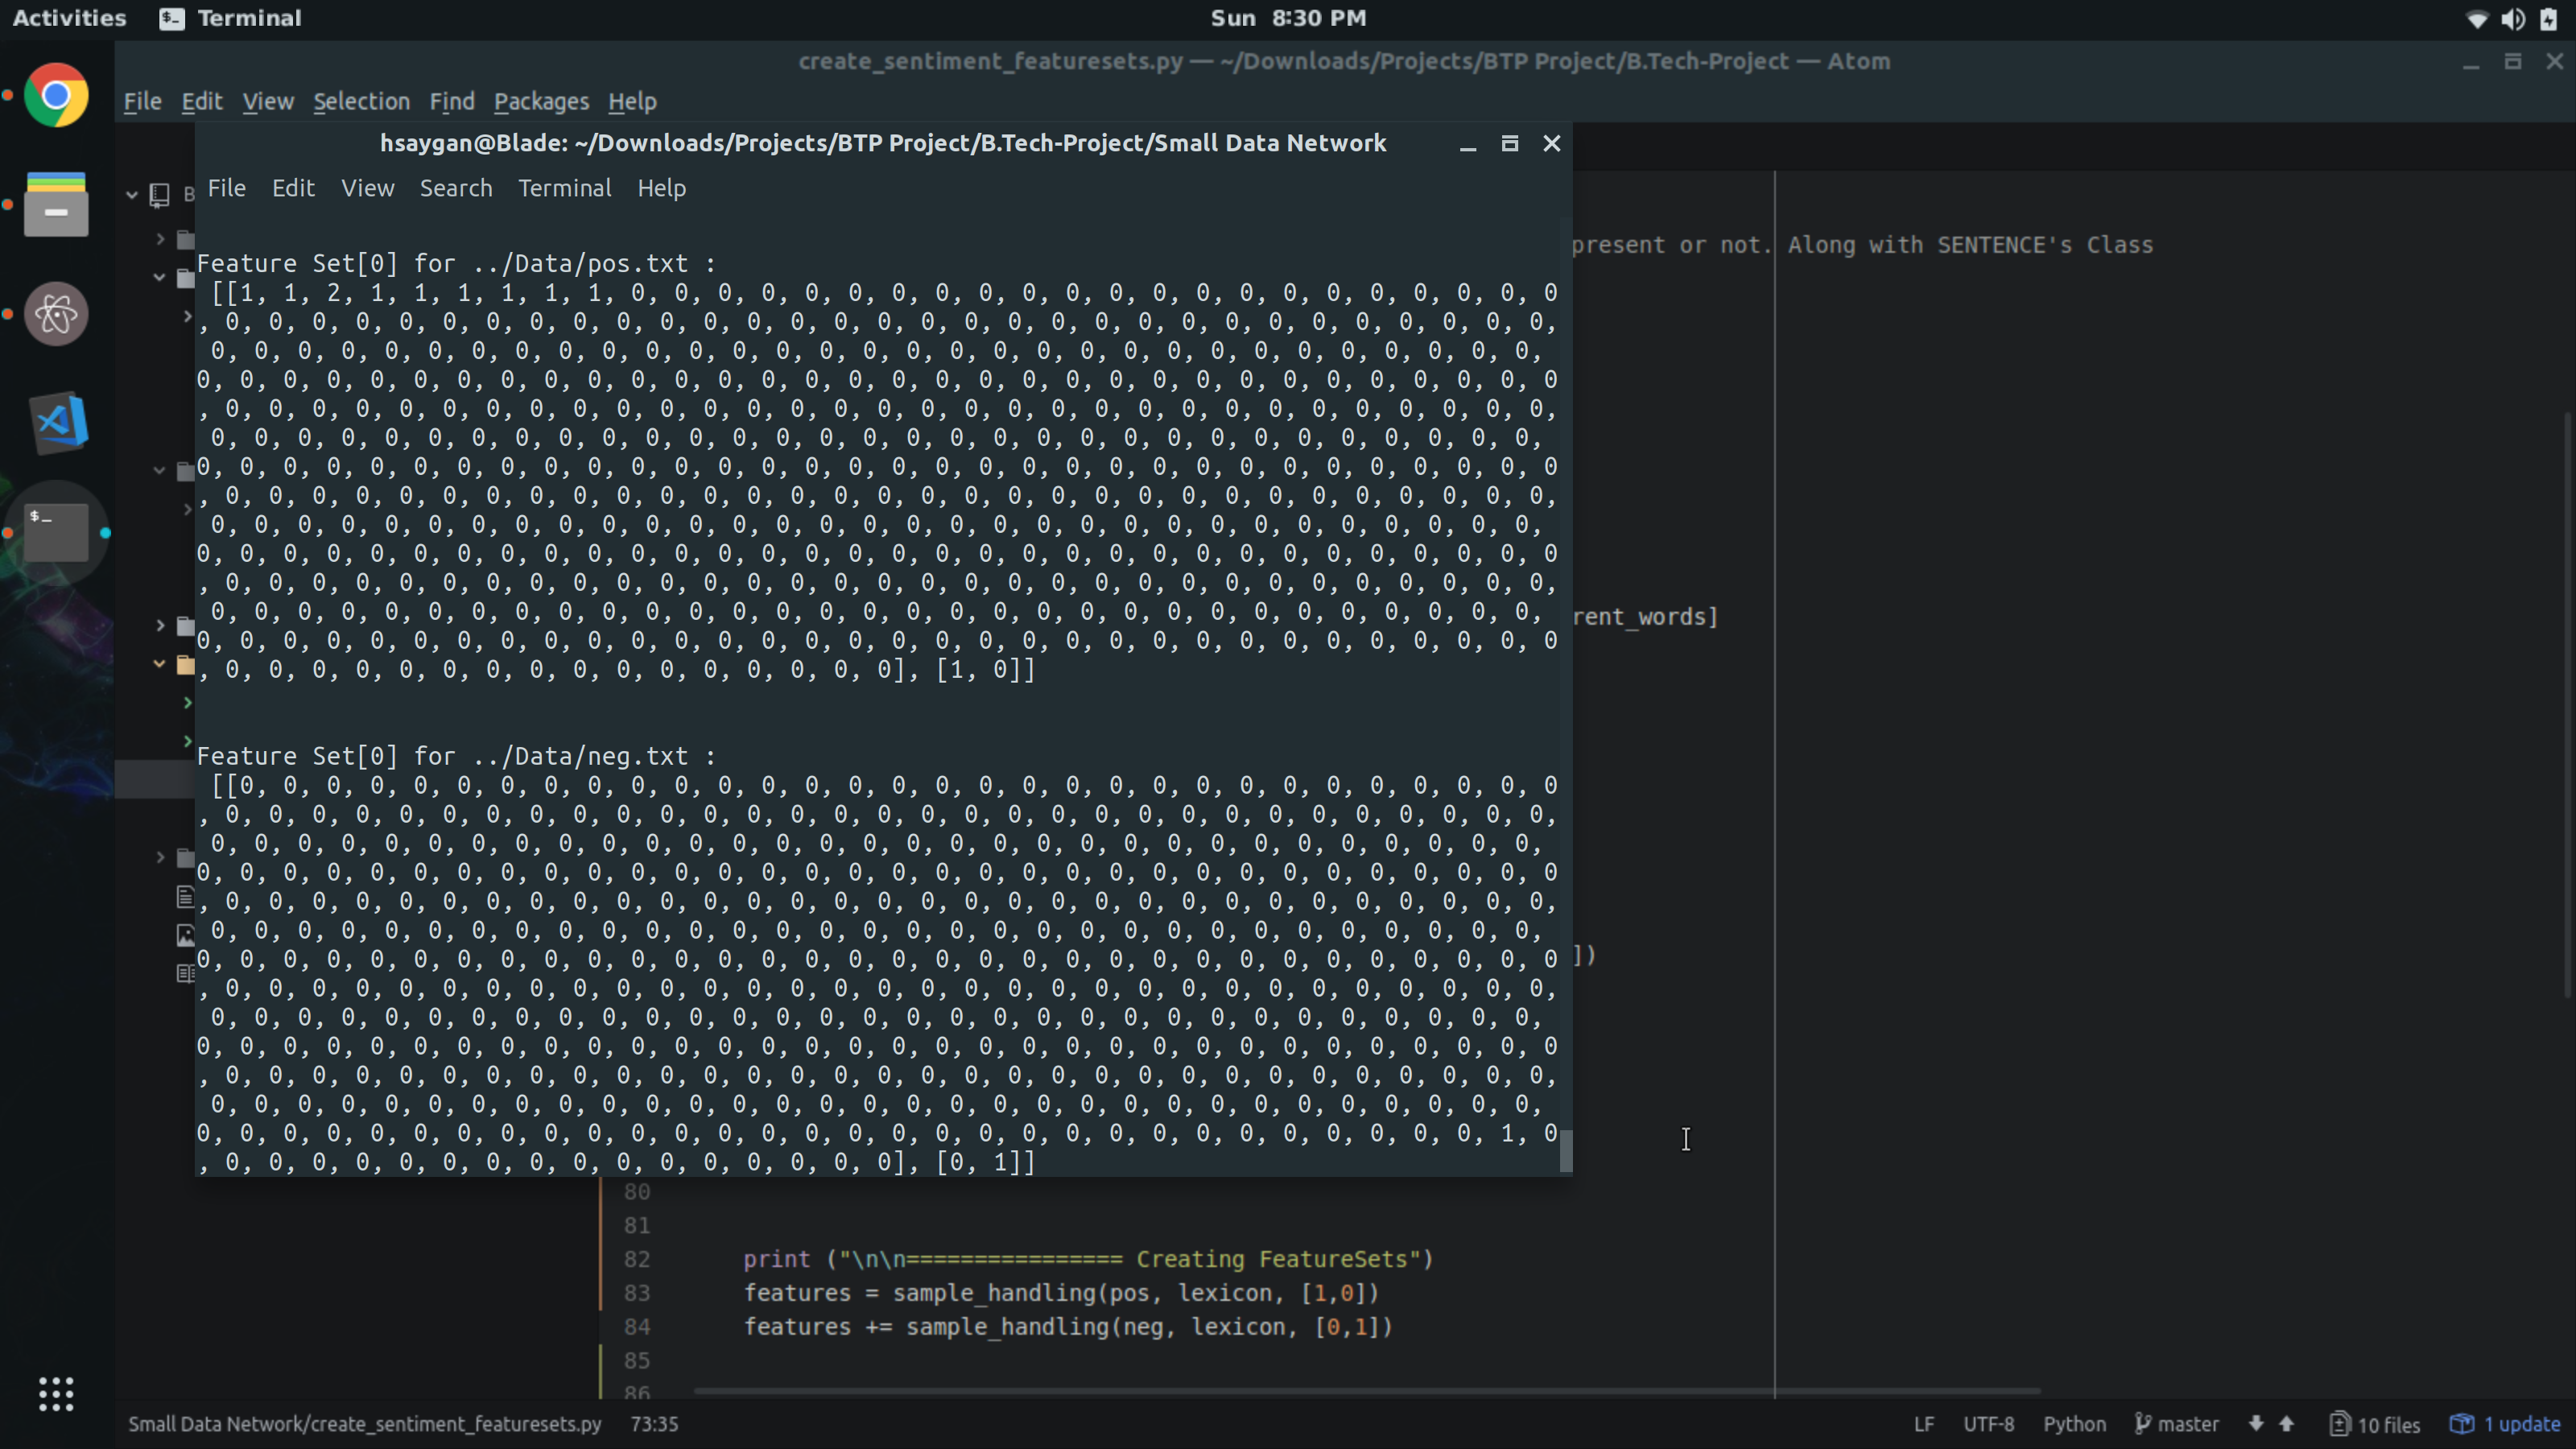 Activities
Terminal
Sun 8:30 PM
create_sentiment_featuresets.py — ~/Downloads/Projects/BTP Project/B.Tech-Project — Atom
File Edit View Selection Find Packages Help
hsaygan@Blade: ~/Downloads/Projects/BTP Project/B.Tech-Project/Small Data Network
File Edit View Search Terminal Help
B
present or not. Along with SENTENCE's Class
Feature Set[0] for ../Data/pos.txt :
[[1, 1, 2, 1, 1, 1, 1, 1, 1, 0, 0, 0, 0, 0, 0, 0, 0, 0, 0, 0, 0, 0, 0, 0, 0, 0, 0, 0, 0, 0, 0
, 0, 0, 0, 0, 0, 0, 0, 0, 0, 0, 0, 0, 0, 0, 0, 0, 0, 0, 0, 0, 0, 0, 0, 0, 0, 0, 0, 0, 0, 0, 0,
0, 0, 0, 0, 0, 0, 0, 0, 0, 0, 0, 0, 0, 0, 0, 0, 0, 0, 0, 0, 0, 0, 0, 0, 0, 0, 0, 0, 0, 0, 0,
0, 0, 0, 0, 0, 0, 0, 0, 0, 0, 0, 0, 0, 0, 0, 0, 0, 0, 0, 0, 0, 0, 0, 0, 0, 0, 0, 0, 0, 0, 0, 0
, 0, 0, 0, 0, 0, 0, 0, 0, 0, 0, 0, 0, 0, 0, 0, 0, 0, 0, 0, 0, 0, 0, 0, 0, 0, 0, 0, 0, 0, 0, 0,
0, 0, 0, 0, 0, 0, 0, 0, 0, 0, 0, 0, 0, 0, 0, 0, 0, 0, 0, 0, 0, 0, 0, 0, 0, 0, 0, 0, 0, 0, 0,
0, 0, 0, 0, 0, 0, 0, 0, 0, 0, 0, 0, 0, 0, 0, 0, 0, 0, 0, 0, 0, 0, 0, 0, 0, 0, 0, 0, 0, 0, 0, 0
, 0, 0, 0, 0, 0, 0, 0, 0, 0, 0, 0, 0, 0, 0, 0, 0, 0, 0, 0, 0, 0, 0, 0, 0, 0, 0, 0, 0, 0, 0, 0,
0, 0, 0, 0, 0, 0, 0, 0, 0, 0, 0, 0, 0, 0, 0, 0, 0, 0, 0, 0, 0, 0, 0, 0, 0, 0, 0, 0, 0, 0, 0,
0, 0, 0, 0, 0, 0, 0, 0, 0, 0, 0, 0, 0, 0, 0, 0, 0, 0, 0, 0, 0, 0, 0, 0, 0, 0, 0, 0, 0, 0, 0, 0
, 0, 0, 0, 0, 0, 0, 0, 0, 0, 0, 0, 0, 0, 0, 0, 0, 0, 0, 0, 0, 0, 0, 0, 0, 0, 0, 0, 0, 0, 0, 0,
0, 0, 0, 0, 0, 0, 0, 0, 0, 0, 0, 0, 0, 0, 0, 0, 0, 0, 0, 0, 0, 0, 0, 0, 0, 0, 0, 0, 0, 0, 0,
rent_words]
0, 0, 0, 0, 0, 0, 0, 0, 0, 0, 0, 0, 0, 0, 0, 0, 0, 0, 0, 0, 0, 0, 0, 0, 0, 0, 0, 0, 0, 0, 0, 0
, 0, 0, 0, 0, 0, 0, 0, 0, 0, 0, 0, 0, 0, 0, 0, 0], [1, 0]]
Feature Set[0] for ../Data/neg.txt :
[[0, 0, 0, 0, 0, 0, 0, 0, 0, 0, 0, 0, 0, 0, 0, 0, 0, 0, 0, 0, 0, 0, 0, 0, 0, 0, 0, 0, 0, 0, 0
, 0, 0, 0, 0, 0, 0, 0, 0, 0, 0, 0, 0, 0, 0, 0, 0, 0, 0, 0, 0, 0, 0, 0, 0, 0, 0, 0, 0, 0, 0, 0,
0, 0, 0, 0, 0, 0, 0, 0, 0, 0, 0, 0, 0, 0, 0, 0, 0, 0, 0, 0, 0, 0, 0, 0, 0, 0, 0, 0, 0, 0, 0,
0, 0, 0, 0, 0, 0, 0, 0, 0, 0, 0, 0, 0, 0, 0, 0, 0, 0, 0, 0, 0, 0, 0, 0, 0, 0, 0, 0, 0, 0, 0, 0
, 0, 0, 0, 0, 0, 0, 0, 0, 0, 0, 0, 0, 0, 0, 0, 0, 0, 0, 0, 0, 0, 0, 0, 0, 0, 0, 0, 0, 0, 0, 0,
0, 0, 0, 0, 0, 0, 0, 0, 0, 0, 0, 0, 0, 0, 0, 0, 0, 0, 0, 0, 0, 0, 0, 0, 0, 0, 0, 0, 0, 0, 0,
])
0, 0, 0, 0, 0, 0, 0, 0, 0, 0, 0, 0, 0, 0, 0, 0, 0, 0, 0, 0, 0, 0, 0, 0, 0, 0, 0, 0, 0, 0, 0, 0
, 0, 0, 0, 0, 0, 0, 0, 0, 0, 0, 0, 0, 0, 0, 0, 0, 0, 0, 0, 0, 0, 0, 0, 0, 0, 0, 0, 0, 0, 0, 0,
0, 0, 0, 0, 0, 0, 0, 0, 0, 0, 0, 0, 0, 0, 0, 0, 0, 0, 0, 0, 0, 0, 0, 0, 0, 0, 0, 0, 0, 0, 0,
0, 0, 0, 0, 0, 0, 0, 0, 0, 0, 0, 0, 0, 0, 0, 0, 0, 0, 0, 0, 0, 0, 0, 0, 0, 0, 0, 0, 0, 0, 0, 0
, 0, 0, 0, 0, 0, 0, 0, 0, 0, 0, 0, 0, 0, 0, 0, 0, 0, 0, 0, 0, 0, 0, 0, 0, 0, 0, 0, 0, 0, 0, 0,
0, 0, 0, 0, 0, 0, 0, 0, 0, 0, 0, 0, 0, 0, 0, 0, 0, 0, 0, 0, 0, 0, 0, 0, 0, 0, 0, 0, 0, 0, 0,
0, 0, 0, 0, 0, 0, 0, 0, 0, 0, 0, 0, 0, 0, 0, 0, 0, 0, 0, 0, 0, 0, 0, 0, 0, 0, 0, 0, 0, 0, 1, 0
, 0, 0, 0, 0, 0, 0, 0, 0, 0, 0, 0, 0, 0, 0, 0, 0], [0, 1]]
80
81
82 print ("\n\n================ Creating FeatureSets")
83 features = sample_handling(pos, lexicon, [1,0])
84 features += sample_handling(neg, lexicon, [0,1])
85
86
Small Data Network/create_sentiment_featuresets.py 73:35 LF UTF-8 Python master 10 files 1 update